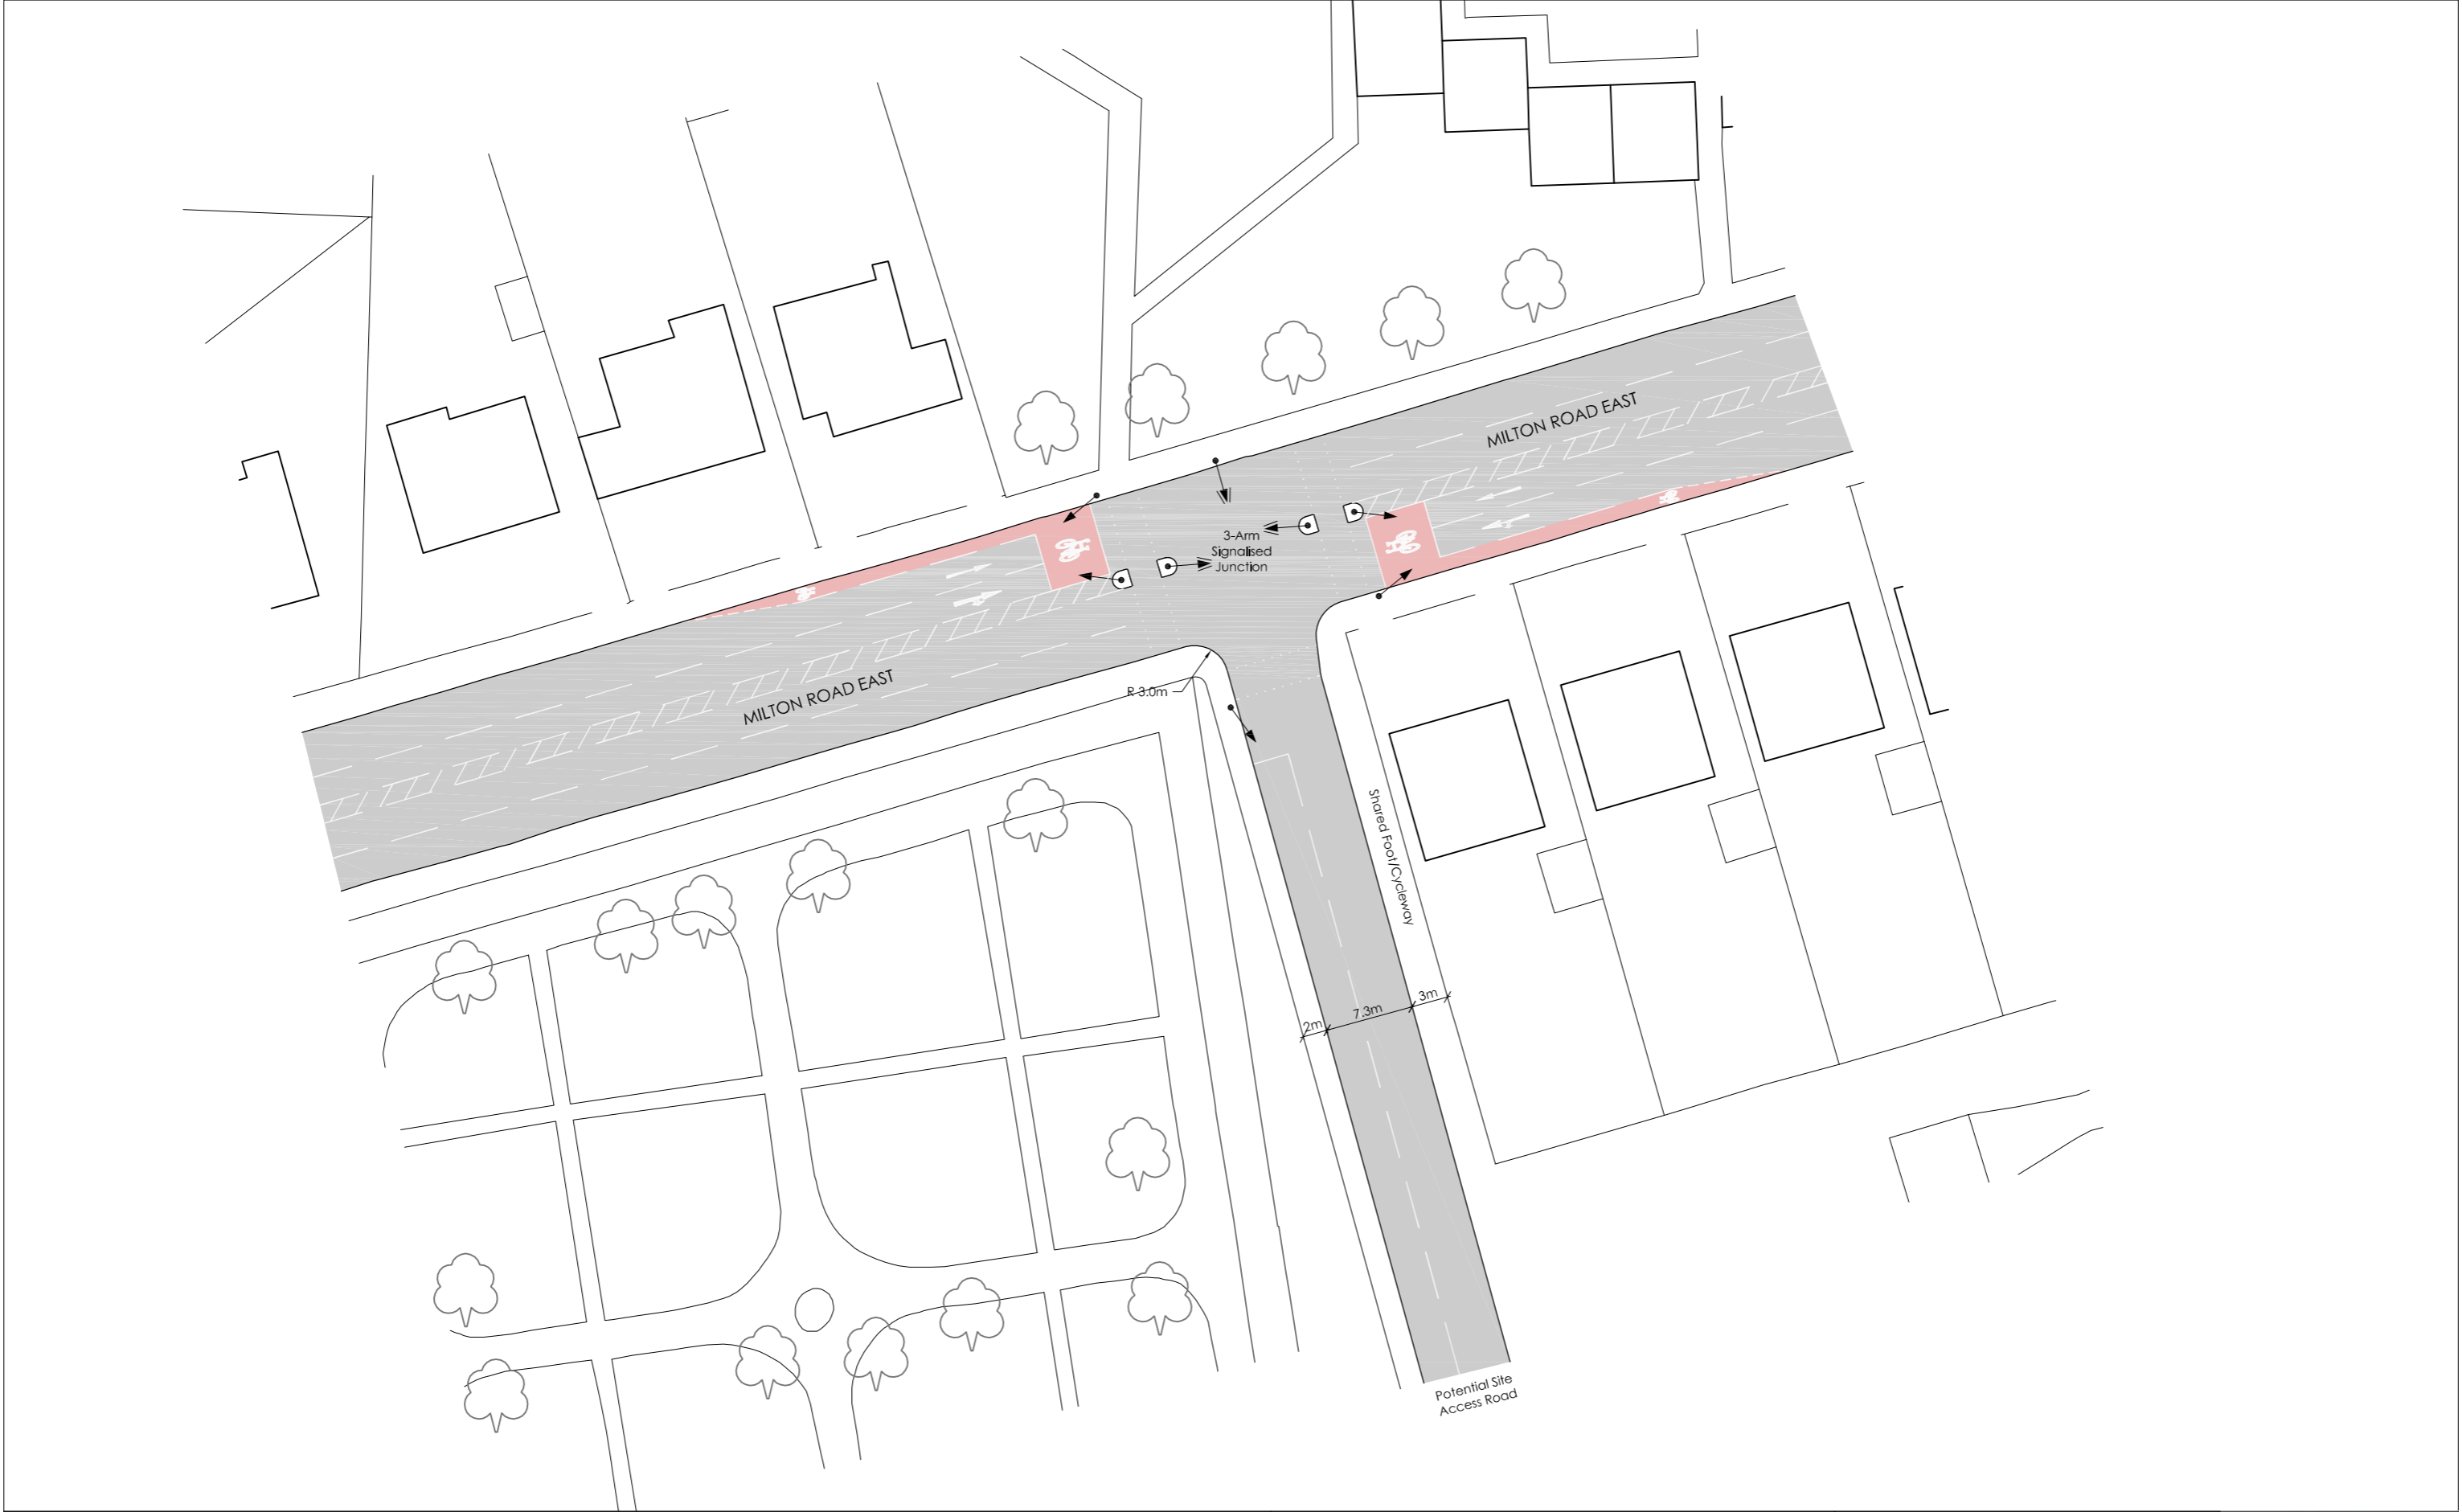 MILTON ROAD EAST
3-Arm
Signalised
Junction
MILTON ROAD EAST
R 3.0m
Shared Foot/Cycleway
2m
7.3m
3m
Potential Site
Access Road